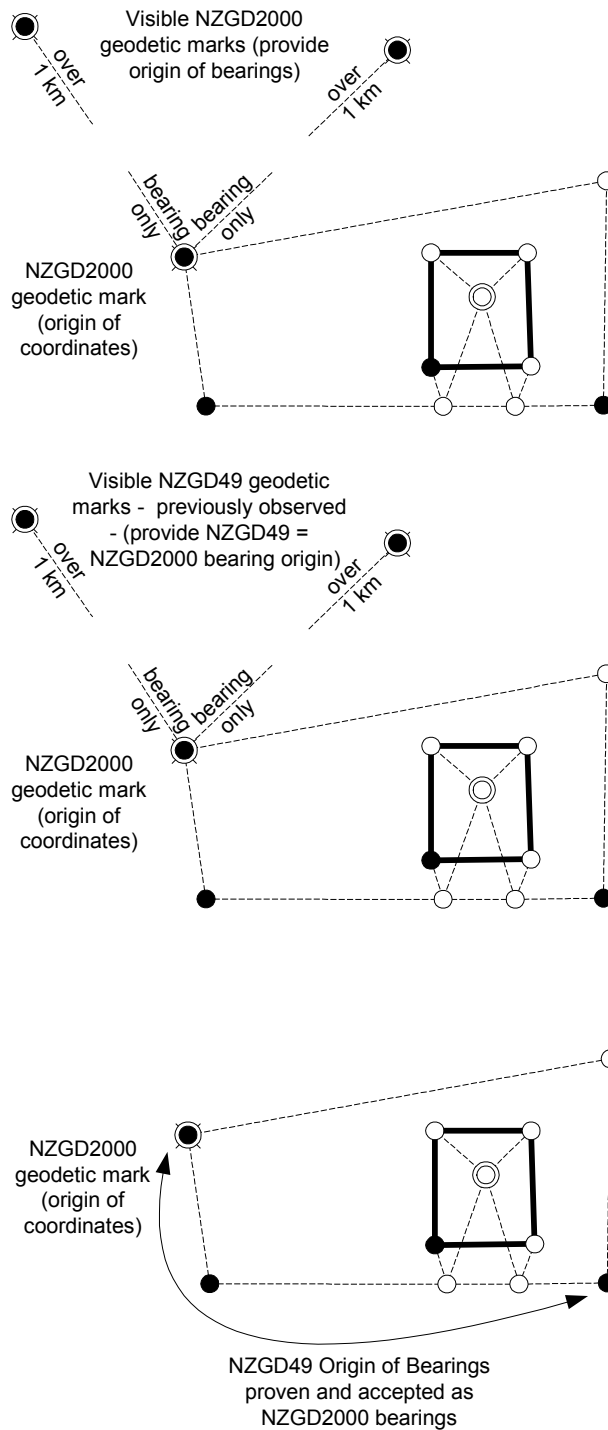 Visible NZGD2000
geodetic marks (provide
origin of bearings)
over
1 km
over
1 km
bearing
only
bearing
only
NZGD2000
geodetic mark
(origin of
coordinates)
Visible NZGD49 geodetic
marks - previously observed
- (provide NZGD49 =
NZGD2000 bearing origin)
over
1 km
over
1 km
bearing
only
bearing
only
NZGD2000
geodetic mark
(origin of
coordinates)
NZGD2000
geodetic mark
(origin of
coordinates)
NZGD49 Origin of Bearings
proven and accepted as
NZGD2000 bearings